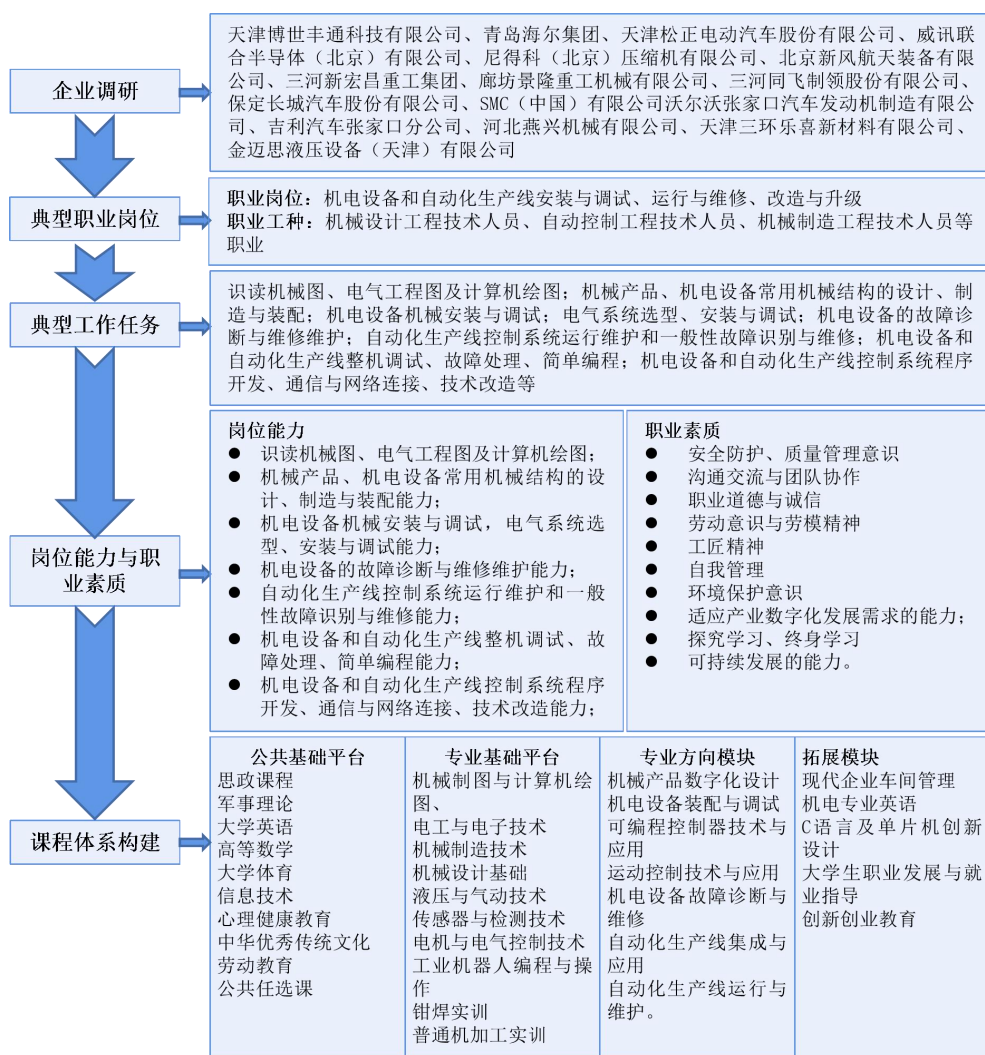 企业调研
天津博世丰通科技有限公司、青岛海尔集团、天津松正电动汽车股份有限公司、威讯联
合半导体（北京）有限公司、尼得科（北京）压缩机有限公司、北京新风航天装备有限
公司、三河新宏昌重工集团、廊坊景隆重工机械有限公司、三河同飞制领股份有限公司、
保定长城汽车股份有限公司、SMC（中国）有限公司沃尔沃张家口汽车发动机制造有限公
司、吉利汽车张家口分公司、河北燕兴机械有限公司、天津三环乐喜新材料有限公司、
金迈思液压设备（天津）有限公司
典型职业岗位
职业岗位：机电设备和自动化生产线安装与调试、运行与维修、改造与升级
职业工种：机械设计工程技术人员、自动控制工程技术人员、机械制造工程技术人员等
职业
典型工作任务
识读机械图、电气工程图及计算机绘图；机械产品、机电设备常用机械结构的设计、制
造与装配；机电设备机械安装与调试；电气系统选型、安装与调试；机电设备的故障诊
断与维修维护；自动化生产线控制系统运行维护和一般性故障识别与维修；机电设备和
自动化生产线整机调试、故障处理、简单编程；机电设备和自动化生产线控制系统程序
开发、通信与网络连接、技术改造等
岗位能力与职
业素质
岗位能力
● 识读机械图、电气工程图及计算机绘图；
● 机械产品、机电设备常用机械结构的设
计、制造与装配能力；
● 机电设备机械安装与调试，电气系统选
型、安装与调试能力；
● 机电设备的故障诊断与维修维护能力；
● 自动化生产线控制系统运行维护和一般
性故障识别与维修能力；
● 机电设备和自动化生产线整机调试、故
障处理、简单编程能力；
● 机电设备和自动化生产线控制系统程序
开发、通信与网络连接、技术改造能力；
职业素质
● 安全防护、质量管理意识
● 沟通交流与团队协作
● 职业道德与诚信
● 劳动意识与劳模精神
● 工匠精神
● 自我管理
● 环境保护意识
● 适应产业数字化发展需求的能力；
● 探究学习、终身学习
● 可持续发展的能力。
课程体系构建
公共基础平台
思政课程
军事理论
大学英语
高等数学
大学体育
信息技术
心理健康教育
中华优秀传统文化
劳动教育
公共任选课
专业基础平台
机械制图与计算机绘
图、
电工与电子技术
机械制造技术
机械设计基础
液压与气动技术
传感器与检测技术
电机与电气控制技术
工业机器人编程与操
作
钳焊实训
普通机加工实训
专业方向模块
机械产品数字化设计
机电设备装配与调试
可编程控制器技术与
应用
运动控制技术与应用
机电设备故障诊断与
维修
自动化生产线集成与
应用
自动化生产线运行与
维护。
拓展模块
现代企业车间管理
机电专业英语
C语言及单片机创新
设计
大学生职业发展与就
业指导
创新创业教育